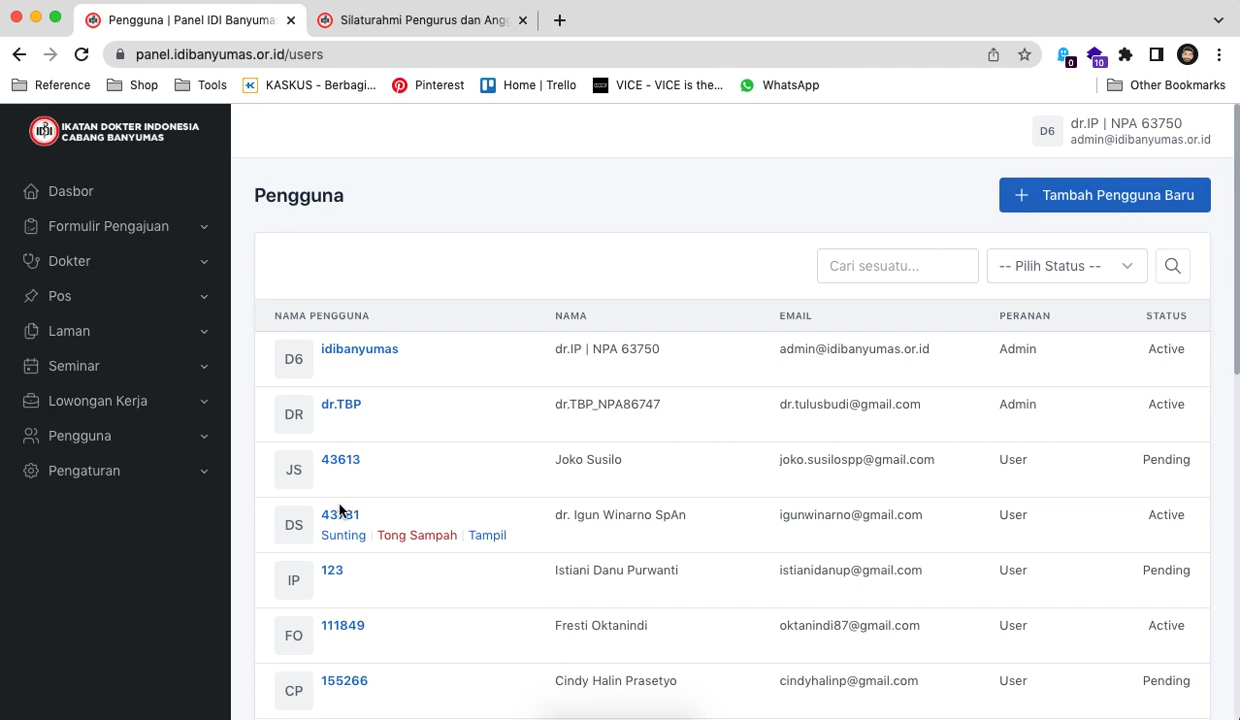 Pengguna | Panel IDI Banyuma
Silaturahmi Pengurus dan Ang
panel.idibanyumas.or.id/users
0
10
Reference
Shop
Tools
KASKUS - Berbagi...
Pinterest
Home | Trello
VICE - VICE is the...
WhatsApp
Other Bookmarks
IKATAN DOKTER INDONESIA
CABANG BANYUMAS
D6
dr.IP | NPA 63750
admin@idibanyumas.or.id
Dasbor
Formulir Pengajuan
Dokter
Pos
Laman
Seminar
Lowongan Kerja
Pengguna
Pengaturan
Pengguna
+ Tambah Pengguna Baru
Cari sesuatu...
-- Pilih Status --
NAMA PENGGUNA NAMA EMAIL PERANAN STATUS
D6 idibanyumas dr.IP | NPA 63750 admin@idibanyumas.or.id Admin Active
DR dr.TBP dr.TBP_NPA86747 dr.tulusbudi@gmail.com Admin Active
JS 43613 Joko Susilo joko.susilospp@gmail.com User Pending
DS dr. Igun Winarno SpAn igunwinarno@gmail.com User Active
Sunting | Tong Sampah | Tampil
IP 123 Istiani Danu Purwanti istianidanup@gmail.com User Pending
FO 111849 Fresti Oktanindi oktanindi87@gmail.com User Active
CP 155266 Cindy Halin Prasetyo cindyhalinp@gmail.com User Pending